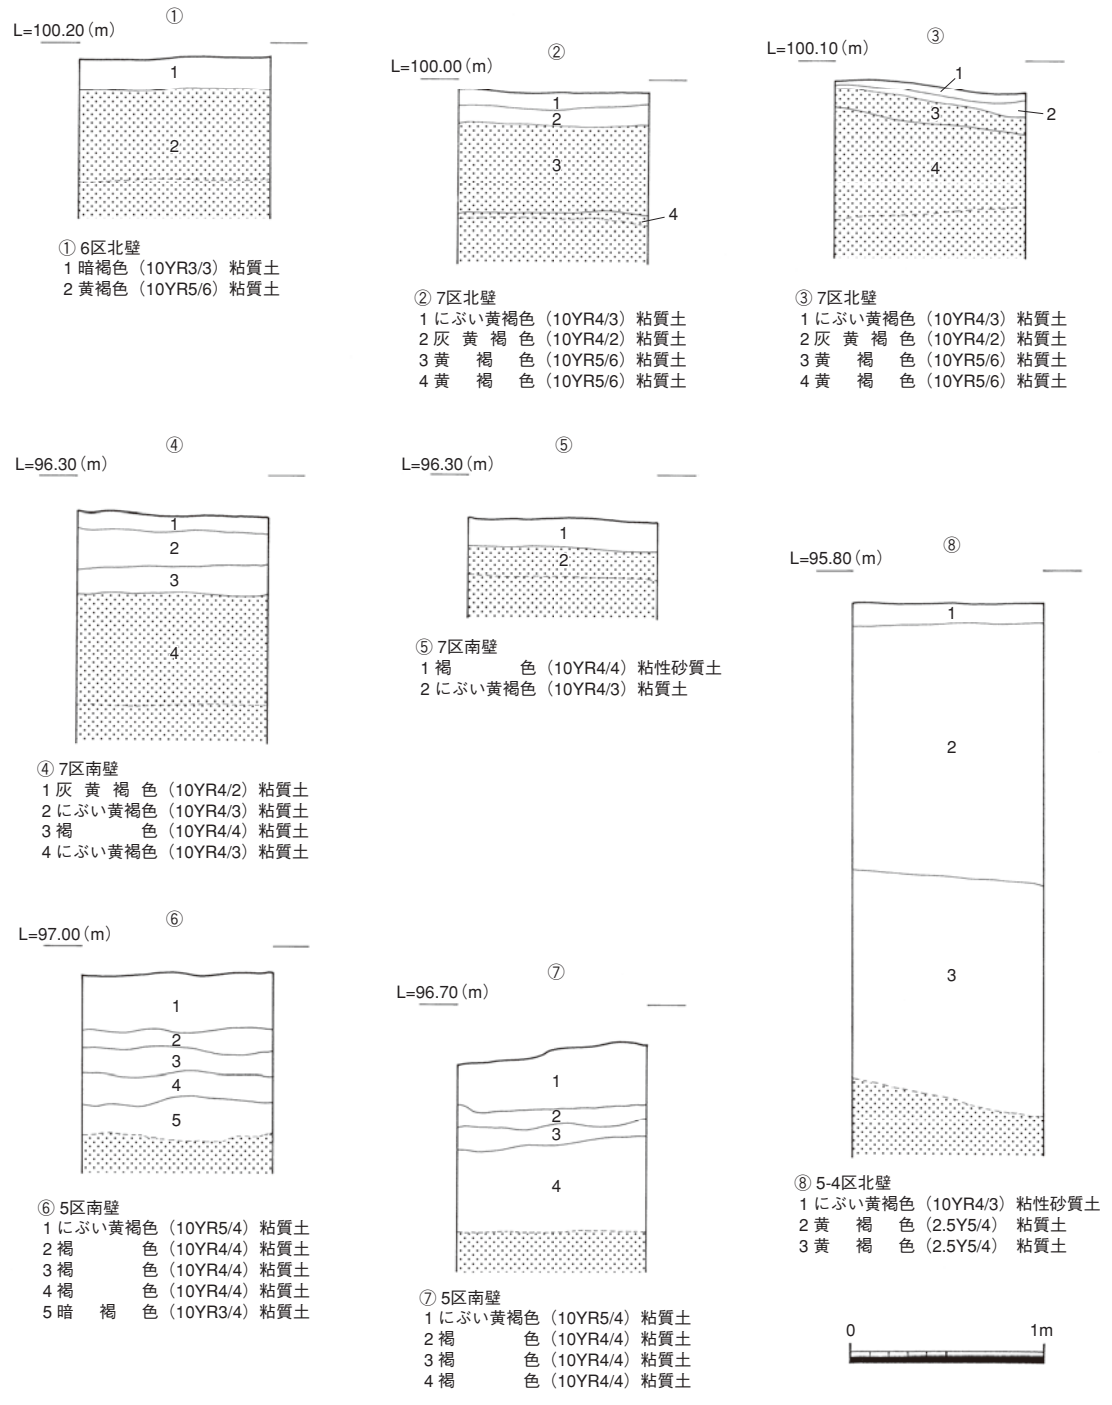 ①
L=100.20(m)
1
2
① 6区北壁
1 暗褐色（10YR3/3）粘質土
2 黄褐色（10YR5/6）粘質土
②
L=100.00(m)
1
2
3
4
② 7区北壁
1 にぶい黄褐色（10YR4/3）粘質土
2 灰黄褐色（10YR4/2）粘質土
3 黄褐色（10YR5/6）粘質土
4 黄褐色（10YR5/6）粘質土
③
L=100.10(m)
1
2
3
4
③ 7区北壁
1 にぶい黄褐色（10YR4/3）粘質土
2 灰黄褐色（10YR4/2）粘質土
3 黄褐色（10YR5/6）粘質土
4 黄褐色（10YR5/6）粘質土
④
L=96.30(m)
1
2
3
4
④ 7区南壁
1 灰黄褐色（10YR4/2）粘質土
2 にぶい黄褐色（10YR4/3）粘質土
3 褐色（10YR4/4）粘質土
4 にぶい黄褐色（10YR4/3）粘質土
⑤
L=96.30(m)
1
2
⑤ 7区南壁
1 褐色（10YR4/4）粘性砂質土
2 にぶい黄褐色（10YR4/3）粘質土
⑥
L=97.00(m)
1
2
3
4
5
⑥ 5区南壁
1 にぶい黄褐色（10YR5/4）粘質土
2 褐色（10YR4/4）粘質土
3 褐色（10YR4/4）粘質土
4 褐色（10YR4/4）粘質土
5 暗褐色（10YR3/4）粘質土
⑦
L=96.70(m)
1
2
3
4
⑦ 5区南壁
1 にぶい黄褐色（10YR5/4）粘質土
2 褐色（10YR4/4）粘質土
3 褐色（10YR4/4）粘質土
4 褐色（10YR4/4）粘質土
⑧
L=95.80(m)
1
2
3
⑧ 5-4区北壁
1 にぶい黄褐色（10YR4/3）粘性砂質土
2 黄褐色（2.5Y5/4）粘質土
3 黄褐色（2.5Y5/4）粘質土
0 1m